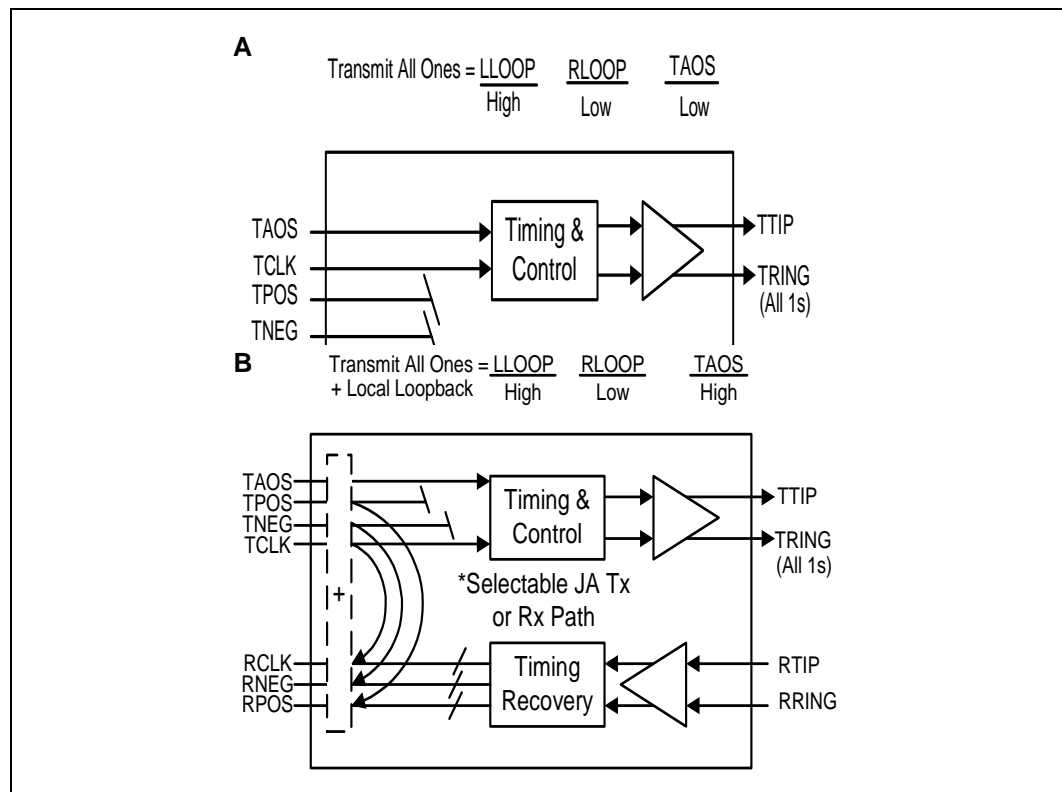 A
Transmit All Ones = LLOOP RLOOP TAOS
High Low Low
TAOS
TCLK
TPOS
TNEG
Timing &
Control
TTIP
TRING
(All 1s)
B
Transmit All Ones = LLOOP RLOOP TAOS
+ Local Loopback High Low High
TAOS
TPOS
TNEG
TCLK
Timing &
Control
TTIP
TRING
(All 1s)
*Selectable JA Tx
or Rx Path
+
RCLK
RNEG
RPOS
Timing
Recovery
RTIP
RRING